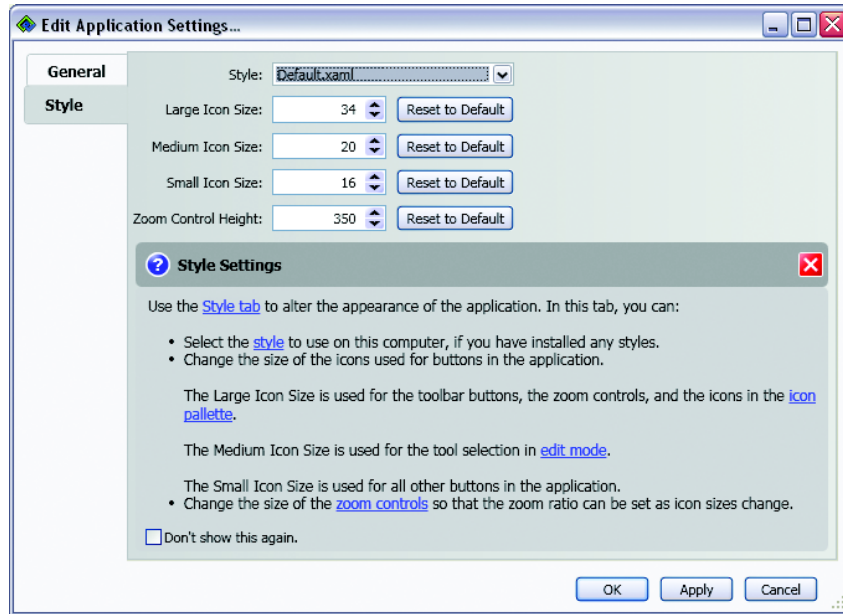 Edit Application Settings...
General
Style
Style: Default.xaml
Large Icon Size: 34 Reset to Default
Medium Icon Size: 20 Reset to Default
Small Icon Size: 16 Reset to Default
Zoom Control Height: 350 Reset to Default
? Style Settings
Use the Style tab to alter the appearance of the application. In this tab, you can:
• Select the style to use on this computer, if you have installed any styles.
• Change the size of the icons used for buttons in the application.
The Large Icon Size is used for the toolbar buttons, the zoom controls, and the icons in the icon
pallette.
The Medium Icon Size is used for the tool selection in edit mode.
The Small Icon Size is used for all other buttons in the application.
• Change the size of the zoom controls so that the zoom ratio can be set as icon sizes change.
Don't show this again.
OK Apply Cancel